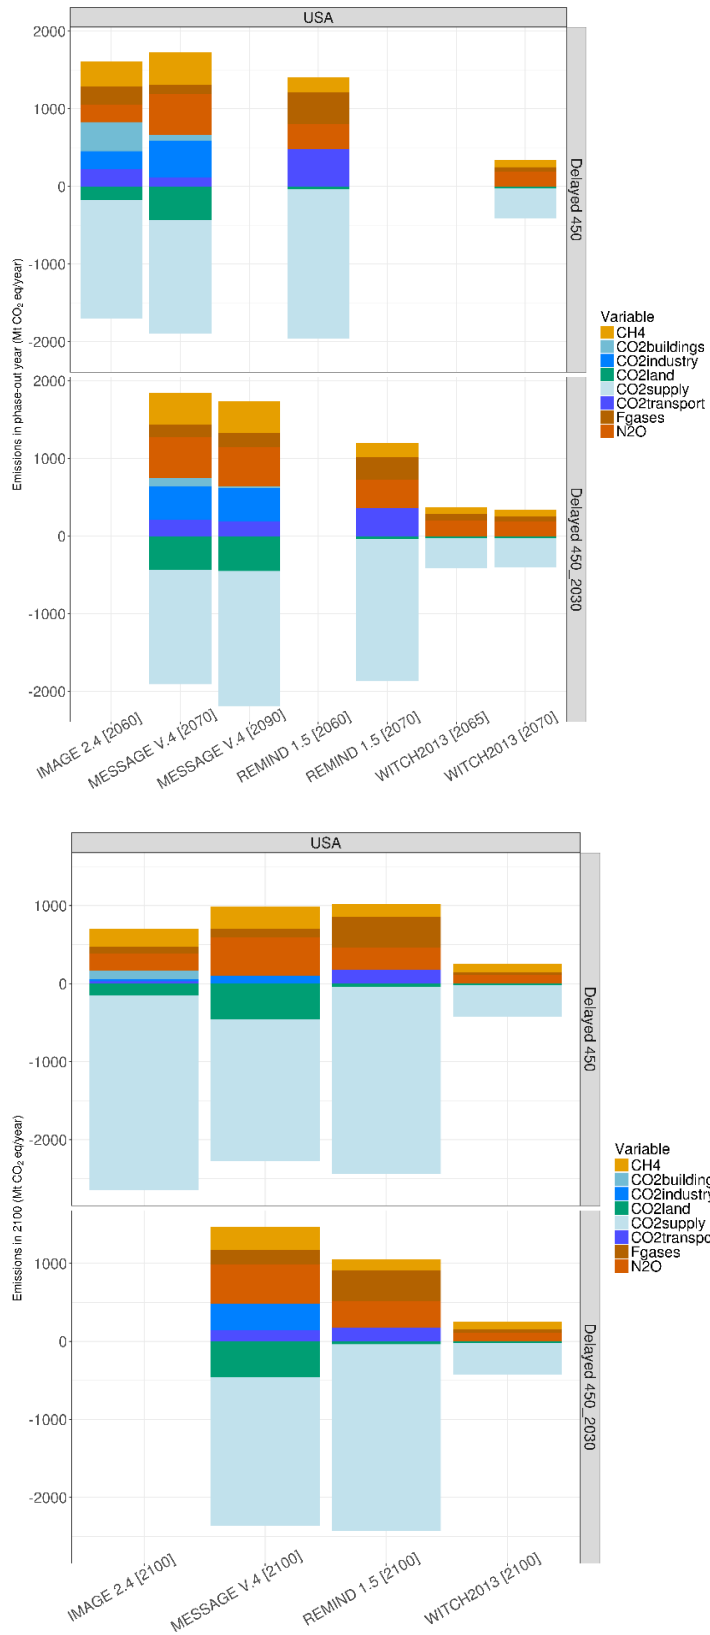 USA
2000
1000
0
-1000
-2000
Delayed 450
2000
1000
0
-1000
-2000
Delayed 450_2030
Emissions in phase-out year (Mt CO₂ eq/year)
IMAGE 2.4 [2060]
MESSAGE V.4 [2070]
MESSAGE V.4 [2090]
REMIND 1.5 [2060]
REMIND 1.5 [2070]
WITCH2013 [2065]
WITCH2013 [2070]
Variable
CH4
CO2buildings
CO2industry
CO2land
CO2supply
CO2transport
Fgases
N2O
USA
1000
0
-1000
-2000
Delayed 450
1000
0
-1000
-2000
Delayed 450_2030
Emissions in 2100 (Mt CO₂ eq/year)
IMAGE 2.4 [2100]
MESSAGE V.4 [2100]
REMIND 1.5 [2100]
WITCH2013 [2100]
Variable
CH4
CO2building
CO2industry
CO2land
CO2supply
CO2transpo
Fgases
N2O